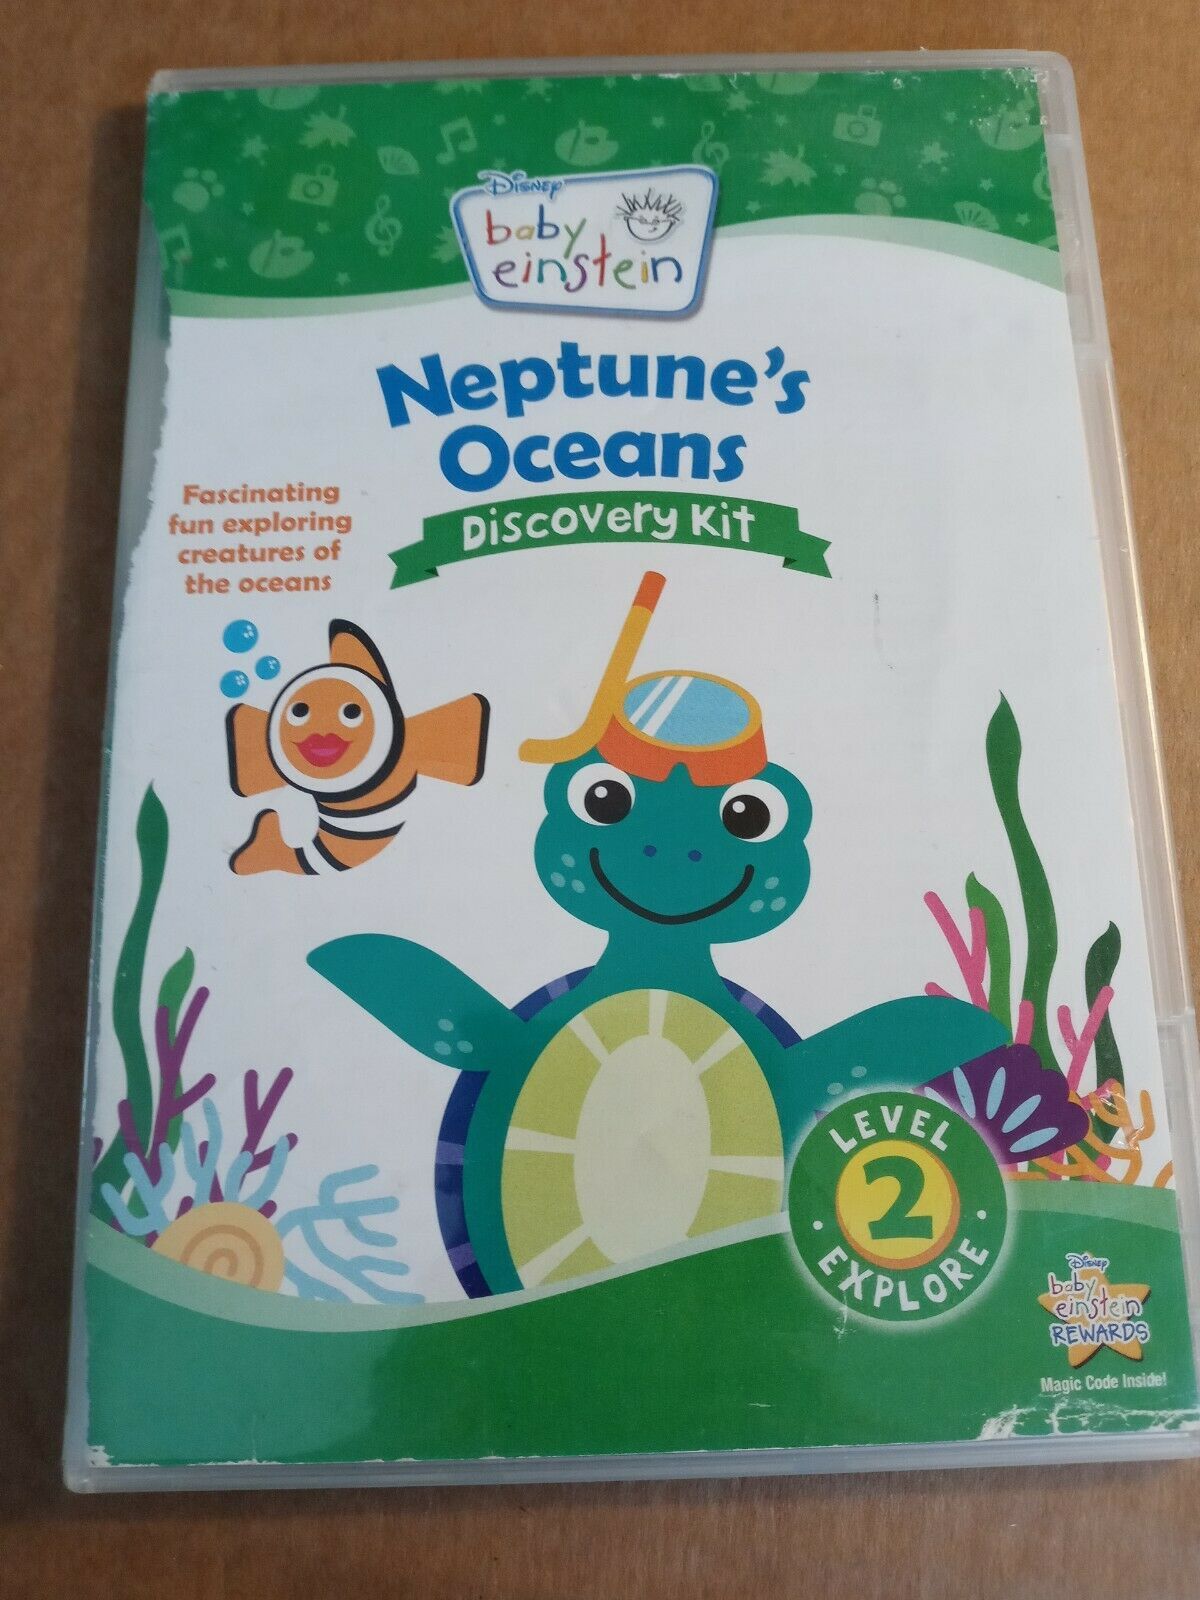 Disney
baby
einstein
Neptune's
Oceans
Discovery Kit
Fascinating
fun exploring
creatures of
the oceans
LEVEL
2
EXPLORE
Disney
baby
einstein
REWARDS
Magic Code Inside!